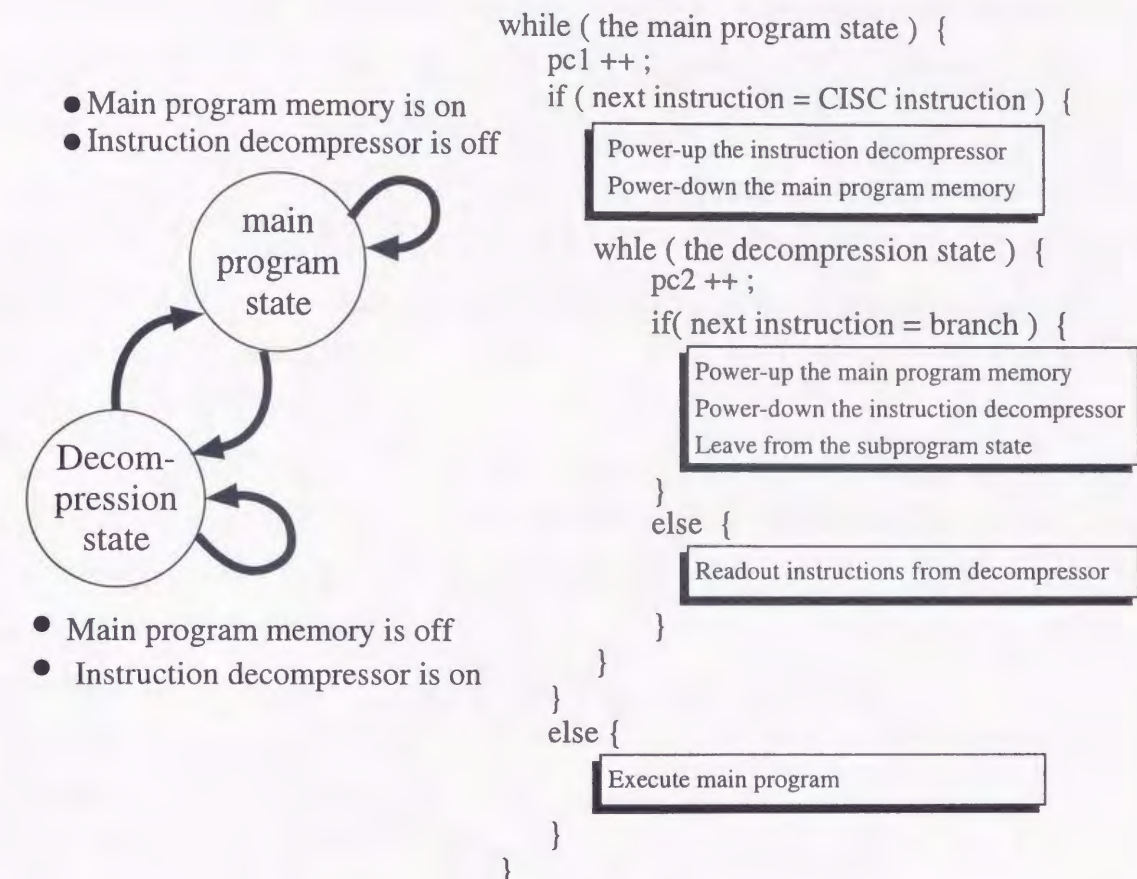 ● Main program memory is on
● Instruction decompressor is off
main
program
state
Decom-
pression
state
● Main program memory is off
● Instruction decompressor is on
while ( the main program state ) {
pc1 ++ ;
if ( next instruction = CISC instruction ) {
Power-up the instruction decompressor
Power-down the main program memory
whle ( the decompression state ) {
pc2 ++ ;
if( next instruction = branch ) {
Power-up the main program memory
Power-down the instruction decompressor
Leave from the subprogram state
}
else {
Readout instructions from decompressor
}
}
}
else {
Execute main program
}
}